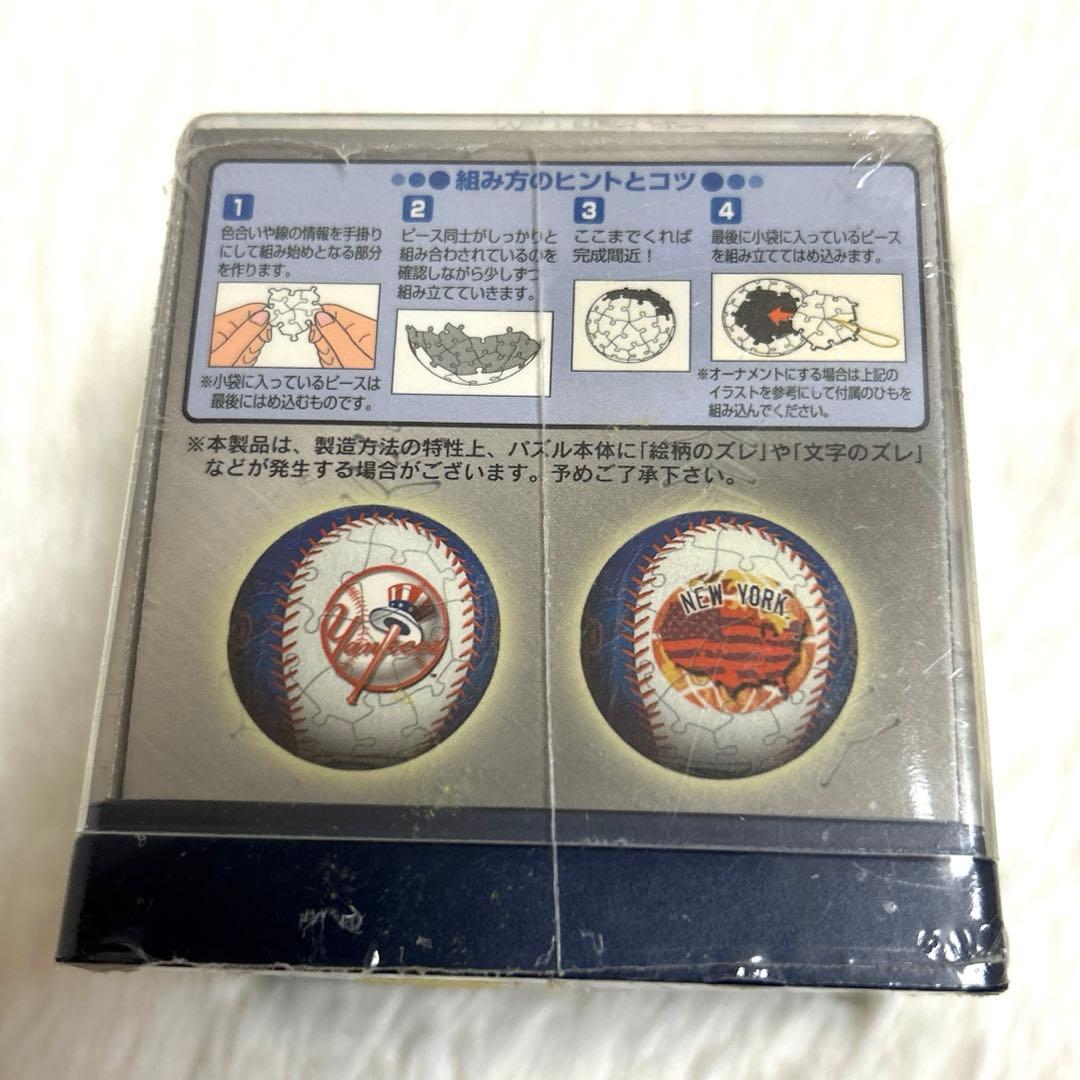 組み方のヒントとコツ
1
色合いや線の情報を手掛り
にして組み始めとなる部分
を作ります。
※小袋に入っているピースは
最後にはめ込むものです。
2
ピース同士がしっかりと
組み合わされているのを
確認しながら少しずつ
組み立てていきます。
3
ここまでくれば
完成間近!
4
最後に小袋に入っているピース
を組み立ててはめ込みます。
※オーナメントにする場合は上記の
イラストを参考にして付属のひもを
組み込んでください。
※本製品は、製造方法の特性上、パズル本体に「絵柄のズレ」や「文字のズレ」
などが発生する場合がございます。予めご了承下さい。
Yankees
NEW YORK